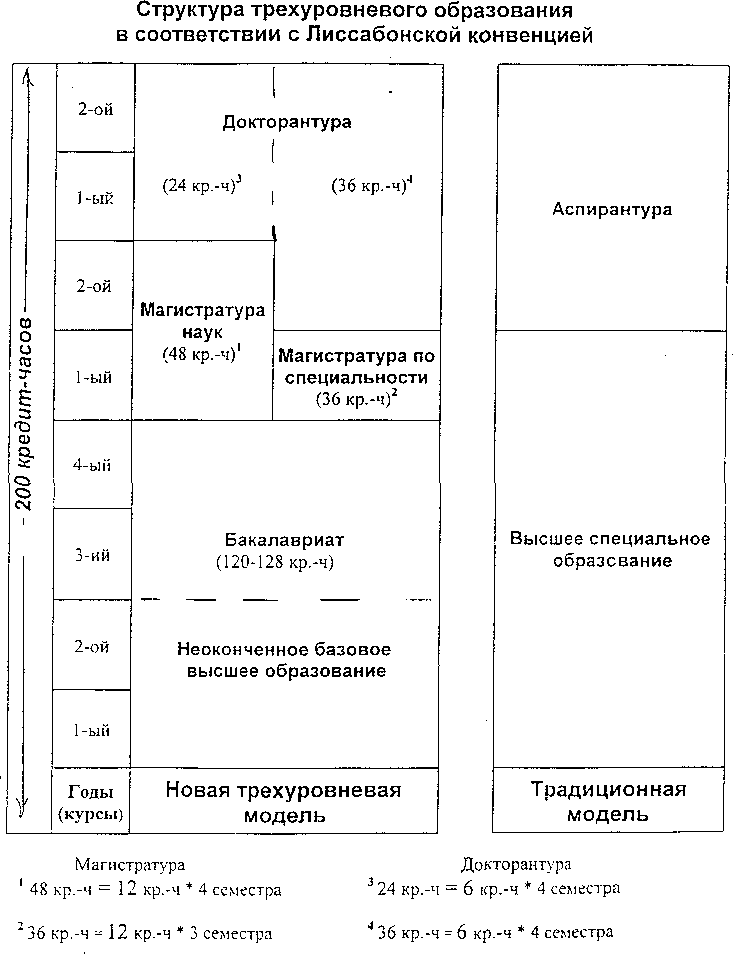 Структура трехуровневого образования
в соответствии с Лиссабонской конвенцией
200 кредит-часов
2-ой
1-ый
2-ой
1-ый
4-ый
3-ий
2-ой
1-ый
Годы
(курсы)
Докторантура
(24 кр.-ч)³
(36 кр.-ч)⁴
Магистратура
наук
(48 кр.-ч)¹
Магистратура по
специальности
(36 кр.-ч)²
Бакалавриат
(120-128 кр.-ч)
Неоконченное базовое
высшее образование
Новая трехуровневая
модель
Аспирантура
Высшее специальное
образсвание
Традиционная
модель
Магистратура
¹ 48 кр.-ч = 12 кр.-ч * 4 семестра
² 36 кр.-ч = 12 кр.-ч * 3 семестра
Докторантура
³ 24 кр.-ч = 6 кр.-ч * 4 семестра
⁴ 36 кр.-ч = 6 кр.-ч * 4 семестра